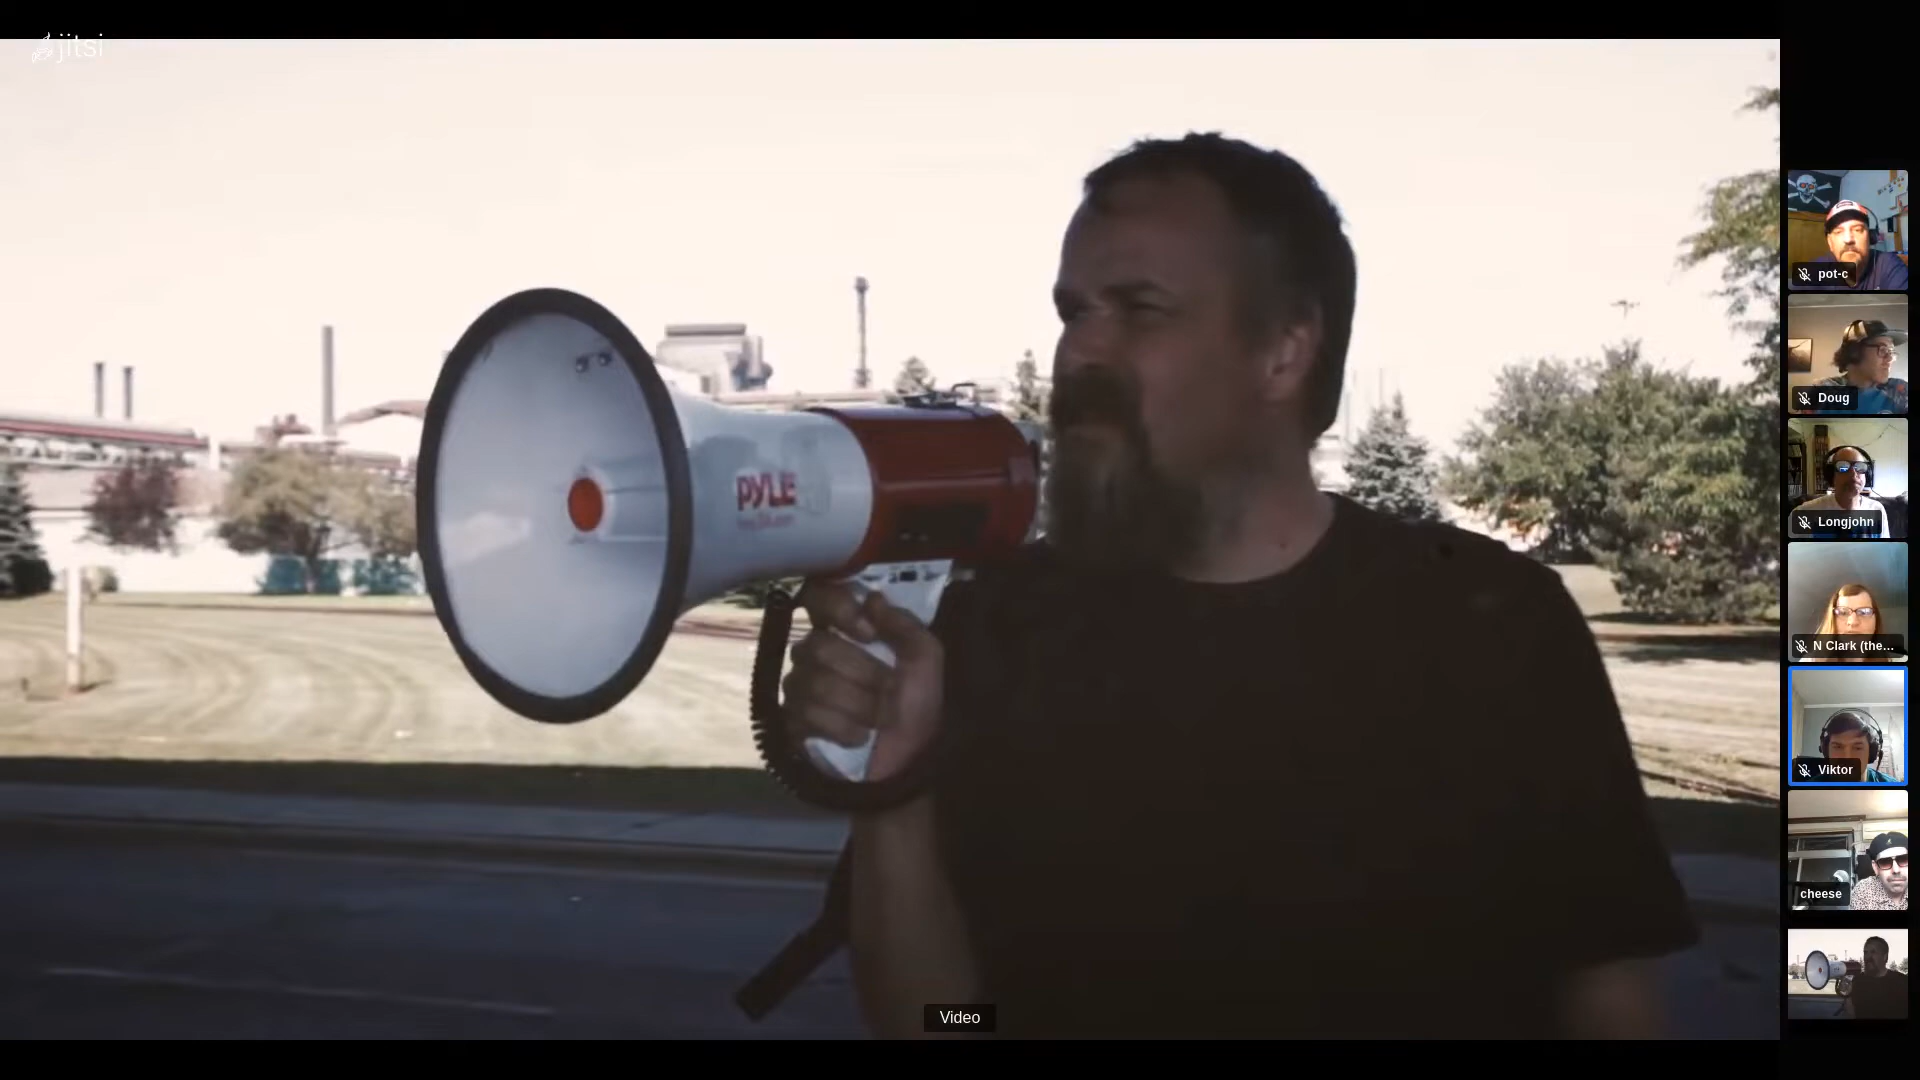 jitsi
PYLE
pot-c
Doug
Longjohn
N Clark (the...
Viktor
cheese
Video